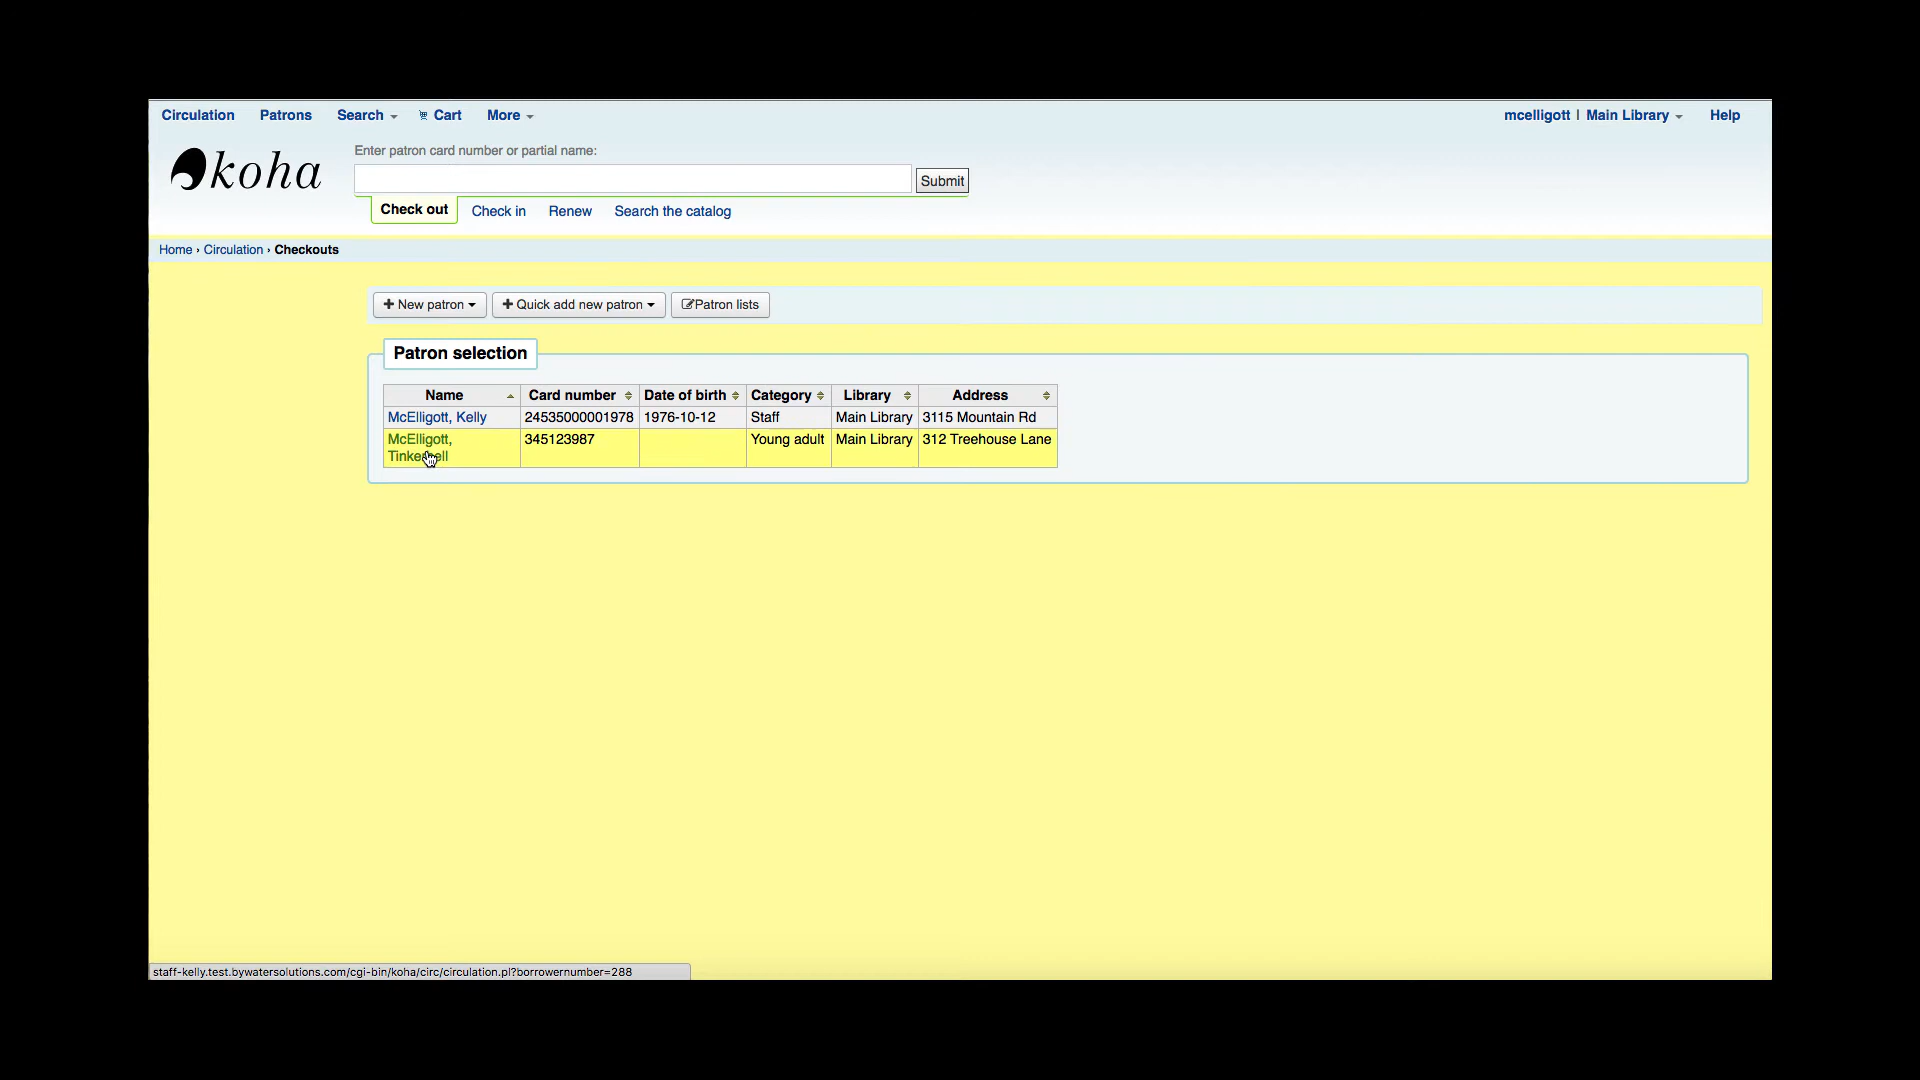 Circulation Patrons Search Cart More mcelligott | Main Library Help
Enter patron card number or partial name:
koha
Submit
Check out Check in Renew Search the catalog
Home › Circulation › Checkouts
New patron Quick add new patron Patron lists
Patron selection
Name Card number Date of birth Category Library Address
McElligott, Kelly 24535000001978 1976-10-12 Staff Main Library 3115 Mountain Rd
McElligott, 345123987 Young adult Main Library 312 Treehouse Lane
Tinkerbell
staff-kelly.test.bywatersolutions.com/cgi-bin/koha/circ/circulation.pl?borrowernumber=288